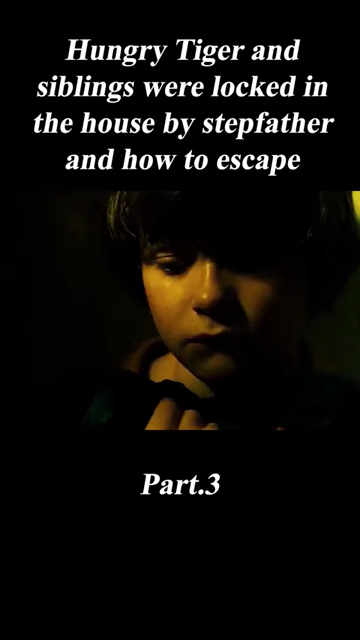 Hungry Tiger and
siblings were locked in
the house by stepfather
and how to escape
Part.3